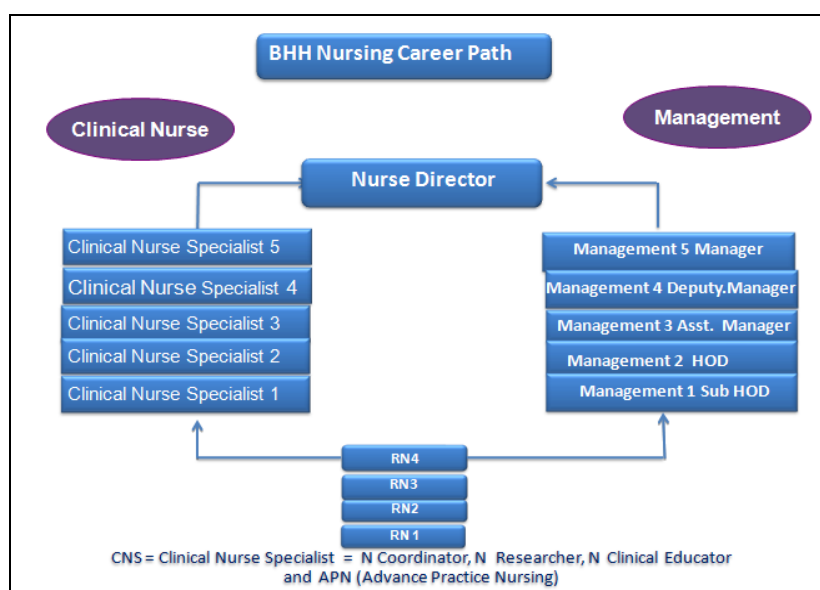 BHH Nursing Career Path
Clinical Nurse
Management
Nurse Director
Clinical Nurse Specialist 5
Clinical Nurse Specialist 4
Clinical Nurse Specialist 3
Clinical Nurse Specialist 2
Clinical Nurse Specialist 1
Management 5 Manager
Management 4 Deputy.Manager
Management 3 Asst. Manager
Management 2 HOD
Management 1 Sub HOD
RN4
RN3
RN2
RN1
CNS = Clinical Nurse Specialist = N Coordinator, N Researcher, N Clinical Educator
and APN (Advance Practice Nursing)